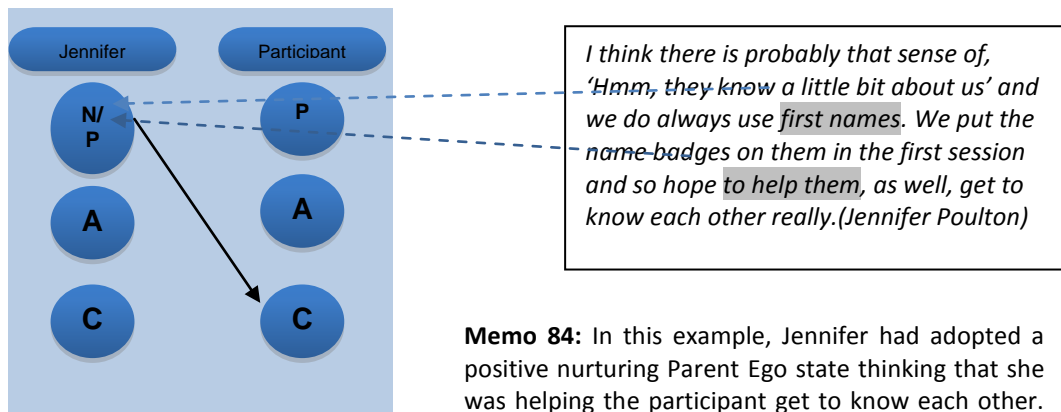 Jennifer
Participant
N/
P
P
A
A
C
C
I think there is probably that sense of,
‘Hmm, they know a little bit about us’ and
we do always use first names. We put the
name badges on them in the first session
and so hope to help them, as well, get to
know each other really.(Jennifer Poulton)
Memo 84: In this example, Jennifer had adopted a
positive nurturing Parent Ego state thinking that she
was helping the participant get to know each other.